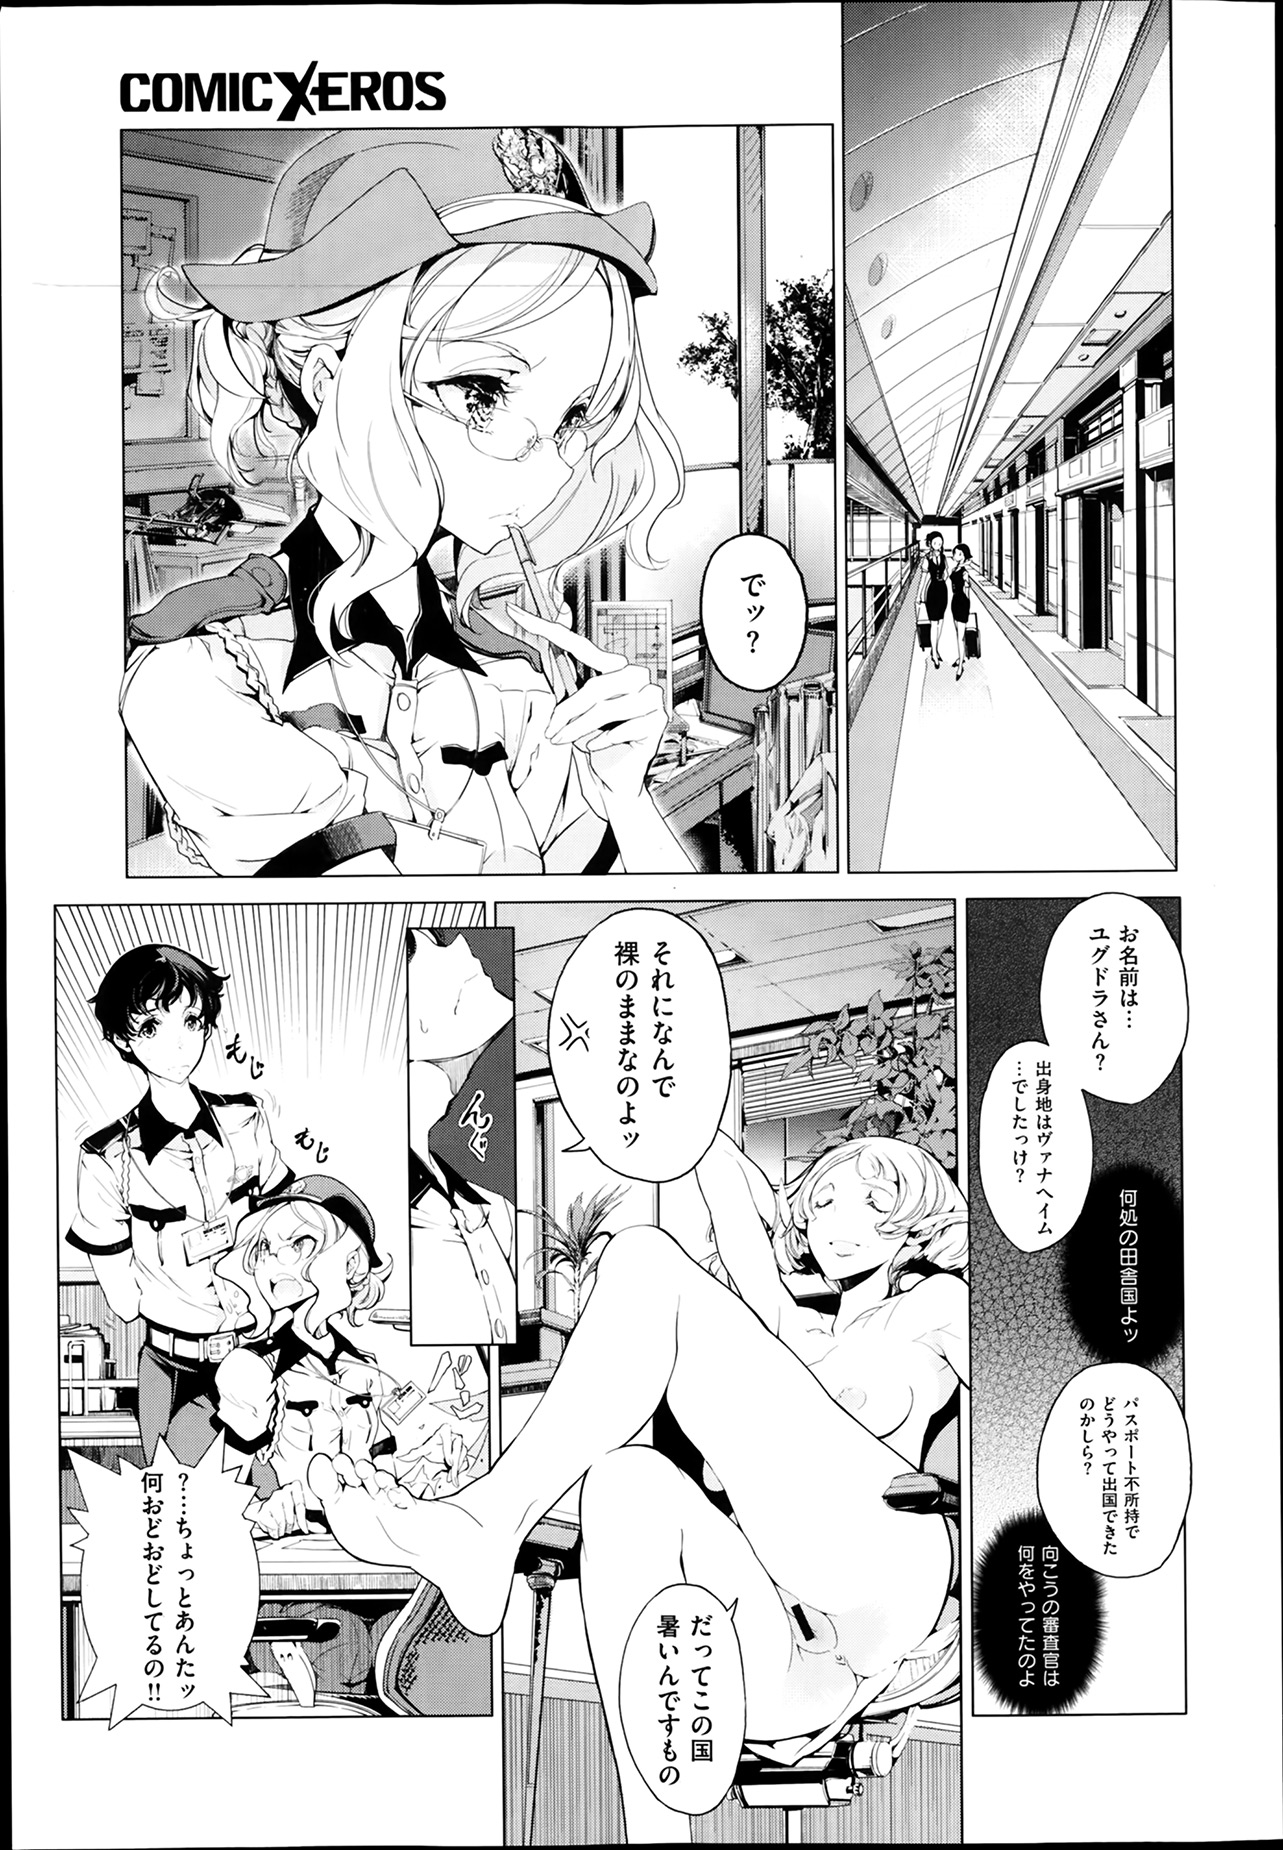 COMIC XEROS
でッ?
お名前は…
ユグドラさん?
出身地はヴァナヘイム
…でしたっけ?
何処の田舎国よッ
パスポート不所持で
どうやって出国できた
のかしら?
向こうの審査官は
何をやってたのよ
それになんで
裸のままなのよッ
だってこの国
暑いんですもの
んぐ
もじ
もじ
?…ちょっとあんたッ
何おどおどしてるの!!